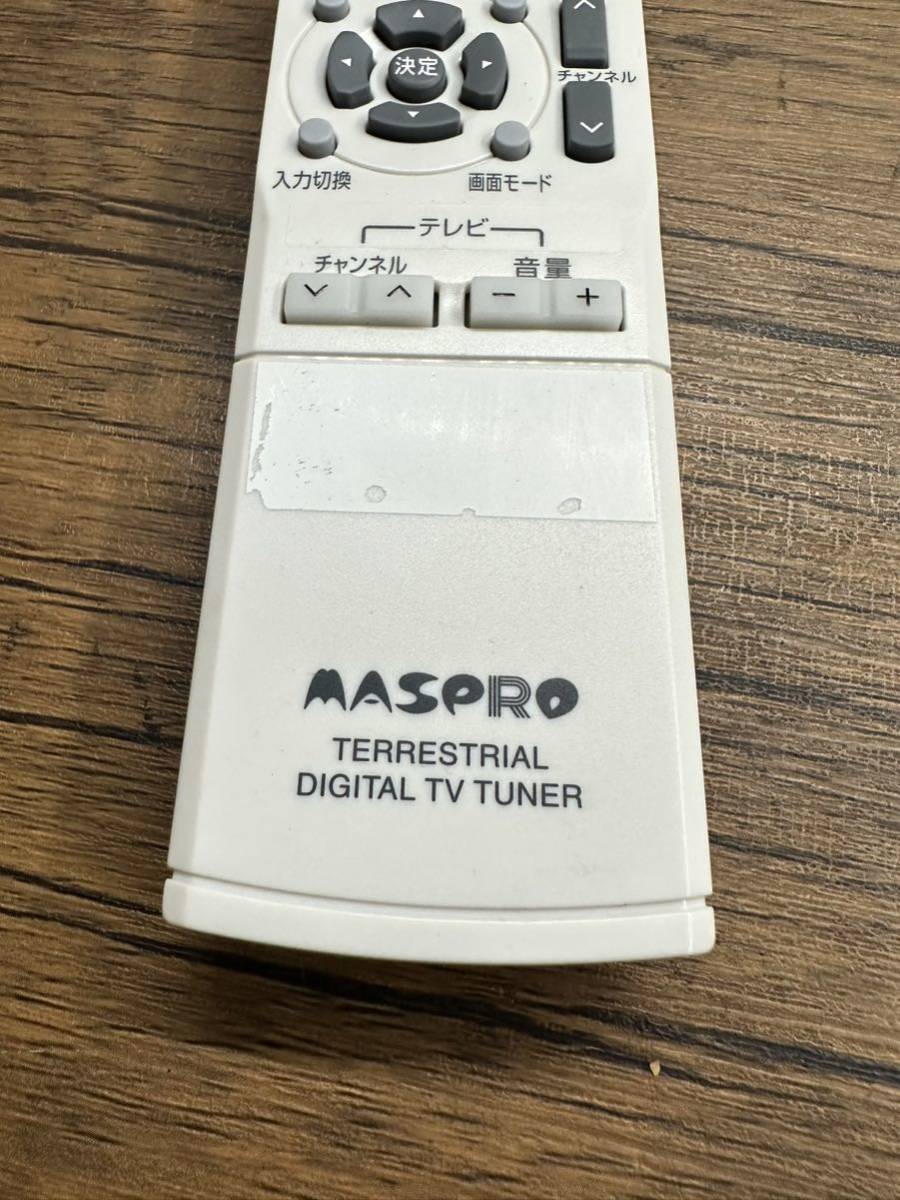 決定
チャンネル
入力切換
画面モード
テレビ
チャンネル
音量
− +
MASPRO
TERRESTRIAL
DIGITAL TV TUNER